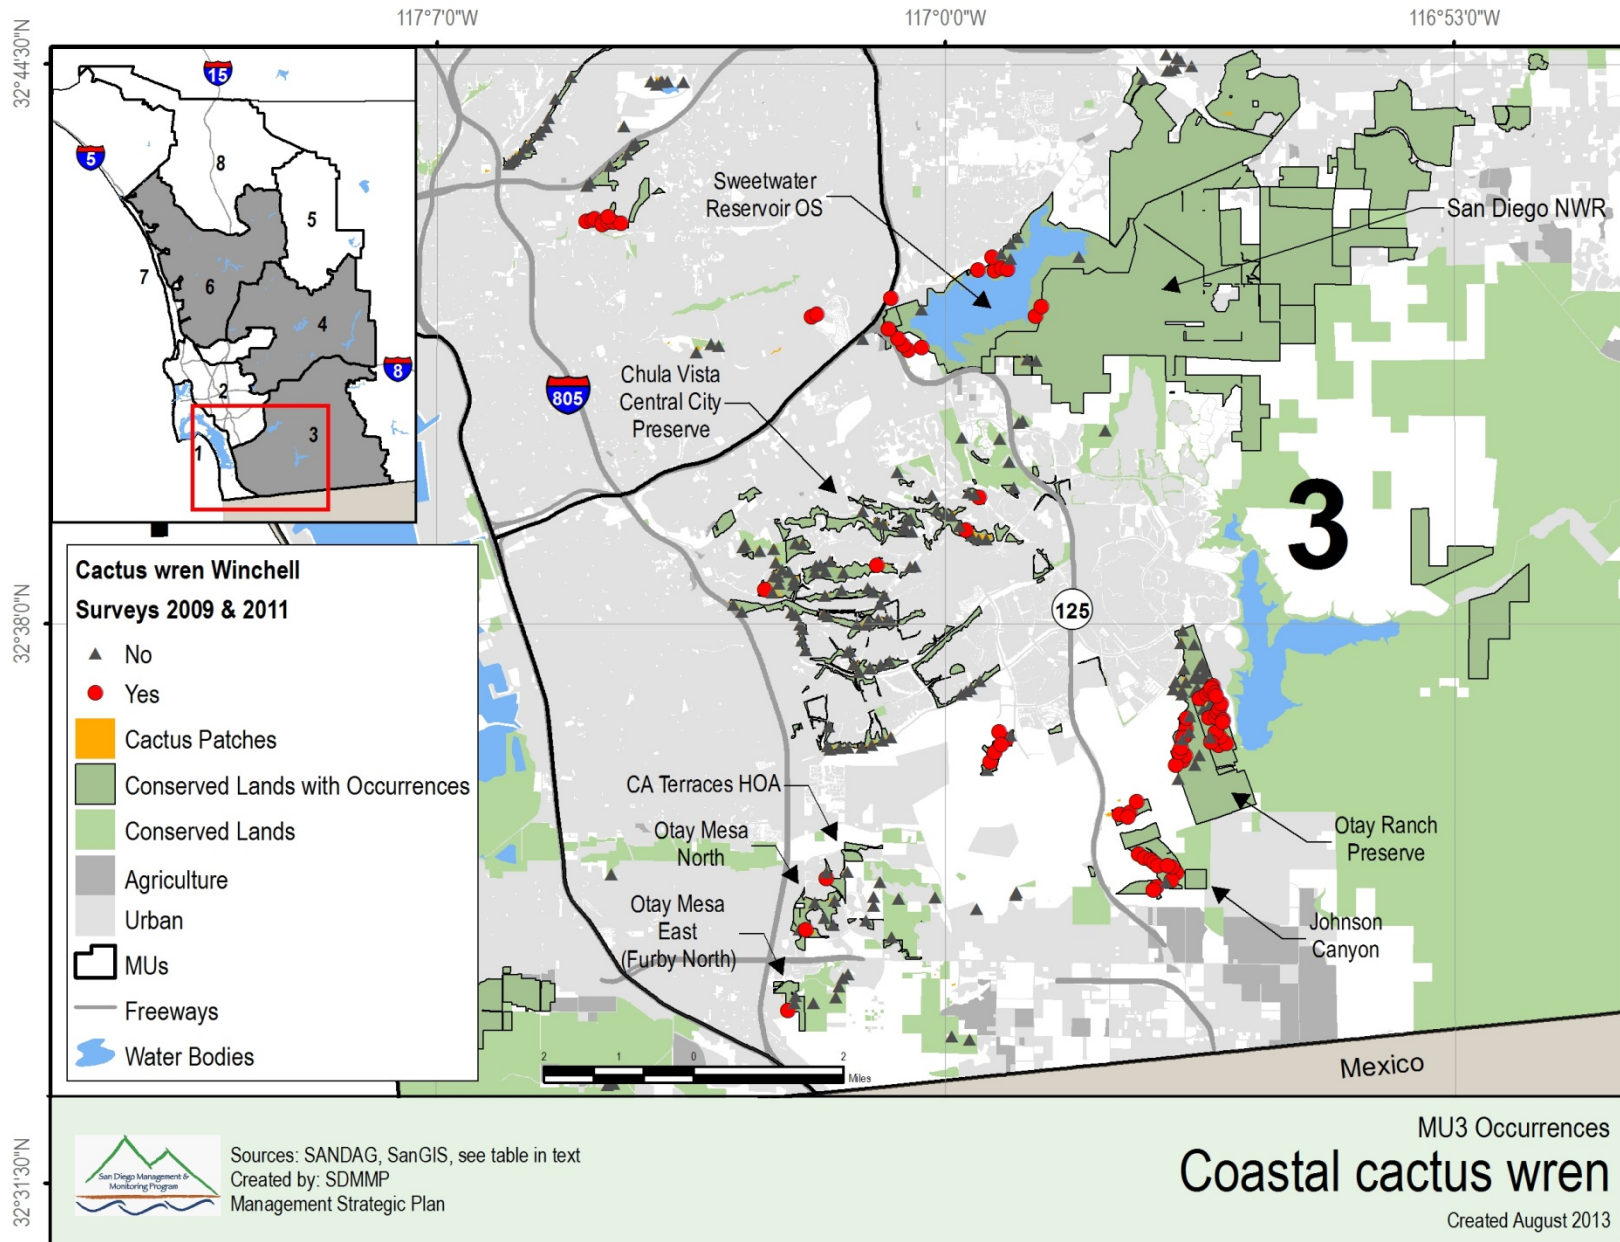 117°7'0"W
117°0'0"W
116°53'0"W
32°44'30"N
32°38'0"N
32°31'30"N
15
5
8
5
7
6
4
8
2
3
1
Sweetwater
Reservoir OS
San Diego NWR
805
Chula Vista
Central City
Preserve
3
125
Cactus wren Winchell
Surveys 2009 & 2011
No
Yes
Cactus Patches
Conserved Lands with Occurrences
Conserved Lands
Agriculture
Urban
MUs
Freeways
Water Bodies
CA Terraces HOA
Otay Mesa
North
Otay Mesa
East
(Furby North)
Otay Ranch
Preserve
Johnson
Canyon
2 1 0 2
Miles
Mexico
San Diego Management &
Monitoring Program
Sources: SANDAG, SanGIS, see table in text
Created by: SDMMP
Management Strategic Plan
MU3 Occurrences
Coastal cactus wren
Created August 2013